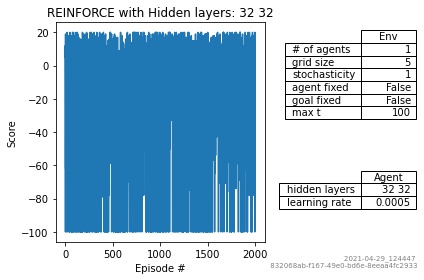 REINFORCE with Hidden layers: 32 32
20
0
−20
−40
−60
−80
−100
Score
0 500 1000 1500 2000
Episode #
Env
# of agents 1
grid size 5
stochasticity 1
agent fixed False
goal fixed False
max t 100
Agent
hidden layers 32 32
learning rate 0.0005
2021-04-29_124447
832068ab-f167-49e0-bd6e-8eeaa4fc2933